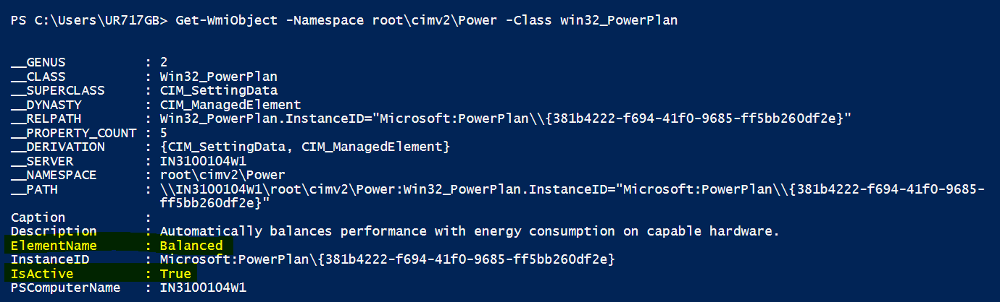 PS C:\Users\UR717GB> Get-WmiObject -Namespace root\cimv2\Power -Class win32_PowerPlan
__GENUS : 2
__CLASS : Win32_PowerPlan
__SUPERCLASS : CIM_SettingData
__DYNASTY : CIM_ManagedElement
__RELPATH : Win32_PowerPlan.InstanceID="Microsoft:PowerPlan\\{381b4222-f694-41f0-9685-ff5bb260df2e}"
__PROPERTY_COUNT : 5
__DERIVATION : {CIM_SettingData, CIM_ManagedElement}
__SERVER : IN3100104W1
__NAMESPACE : root\cimv2\Power
__PATH : \\IN3100104W1\root\cimv2\Power:Win32_PowerPlan.InstanceID="Microsoft:PowerPlan\\{381b4222-f694-41f0-9685-
ff5bb260df2e}"
Caption :
Description : Automatically balances performance with energy consumption on capable hardware.
ElementName : Balanced
InstanceID : Microsoft:PowerPlan\{381b4222-f694-41f0-9685-ff5bb260df2e}
IsActive : True
PSComputerName : IN3100104W1